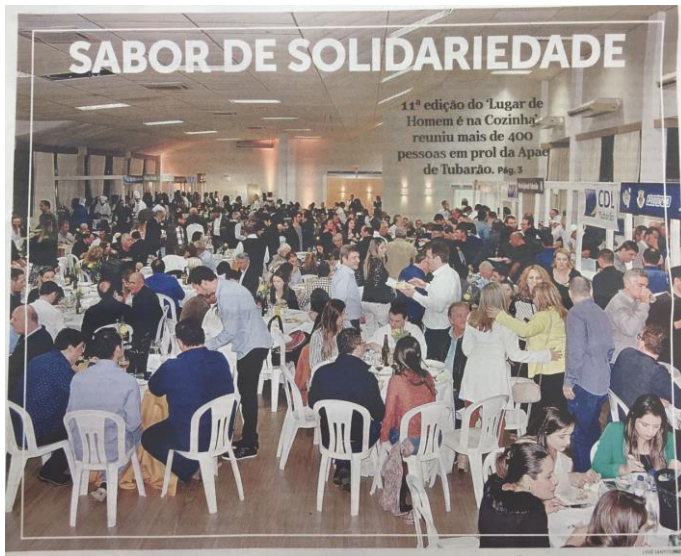 SABOR DE SOLIDARIEDADE
11ª edição do 'Lugar de
Homem é na Cozinha'
reuniu mais de 400
pessoas em prol da Apae
de Tubarão. Pág. 3
CDL
Tubarão